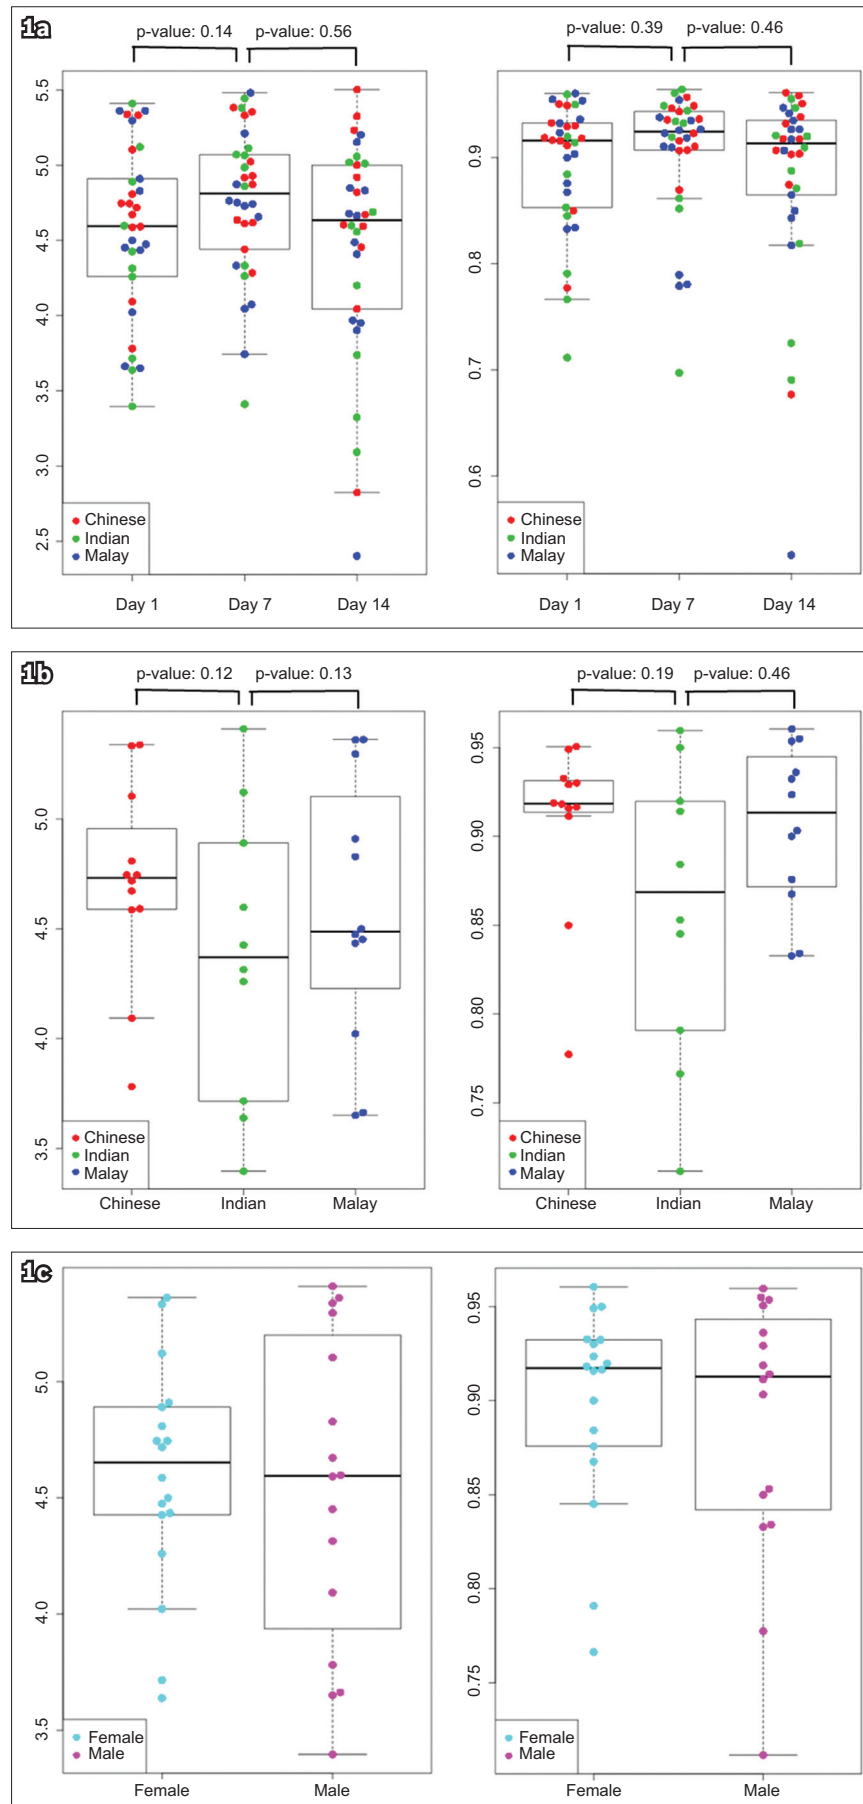 1a
p-value: 0.14 p-value: 0.56
p-value: 0.39 p-value: 0.46
5.5
5.0
4.5
4.0
3.5
3.0
2.5
Chinese
Indian
Malay
Day 1 Day 7 Day 14
0.9
0.8
0.7
0.6
Chinese
Indian
Malay
Day 1 Day 7 Day 14
1b
p-value: 0.12 p-value: 0.13
p-value: 0.19 p-value: 0.46
5.0
4.5
4.0
3.5
Chinese
Indian
Malay
Chinese Indian Malay
0.95
0.90
0.85
0.80
0.75
Chinese
Indian
Malay
Chinese Indian Malay
1c
5.0
4.5
4.0
3.5
Female
Male
Female Male
0.95
0.90
0.85
0.80
0.75
Female
Male
Female Male